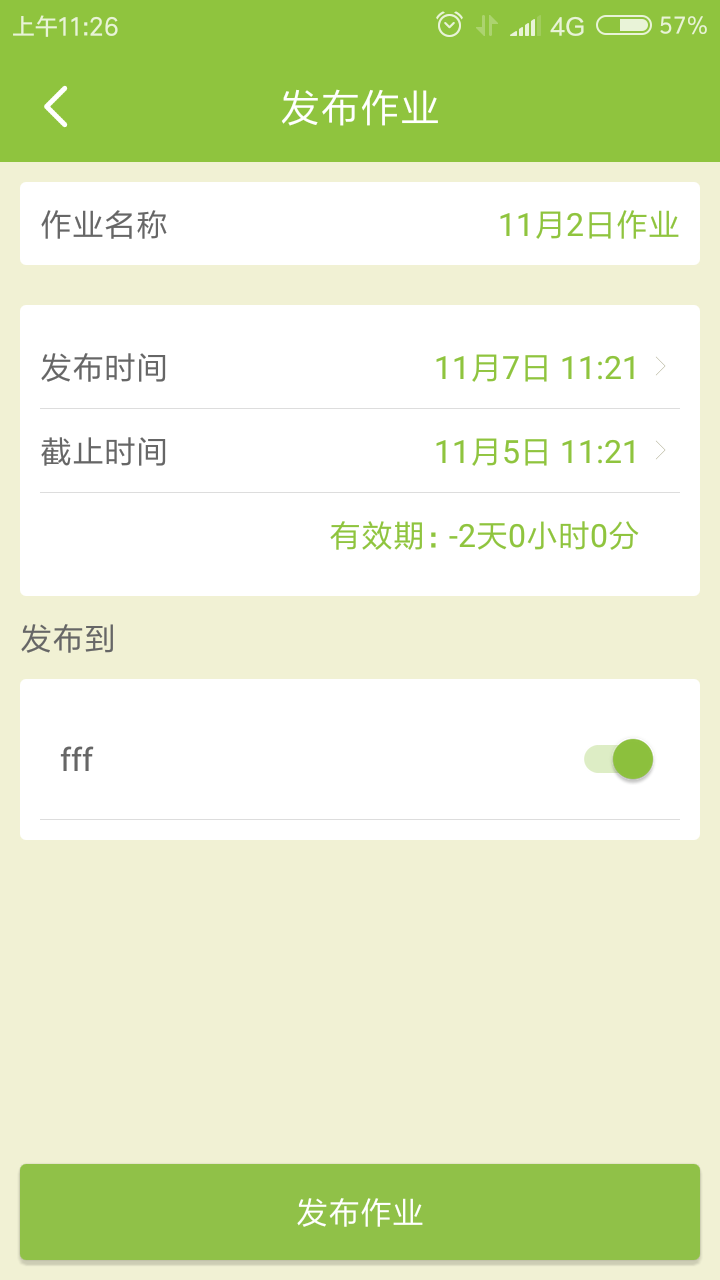 上午11:26 4G 57%
发布作业
作业名称 11月2日作业
发布时间 11月7日 11:21
截止时间 11月5日 11:21
有效期：-2天0小时0分
发布到
fff
发布作业